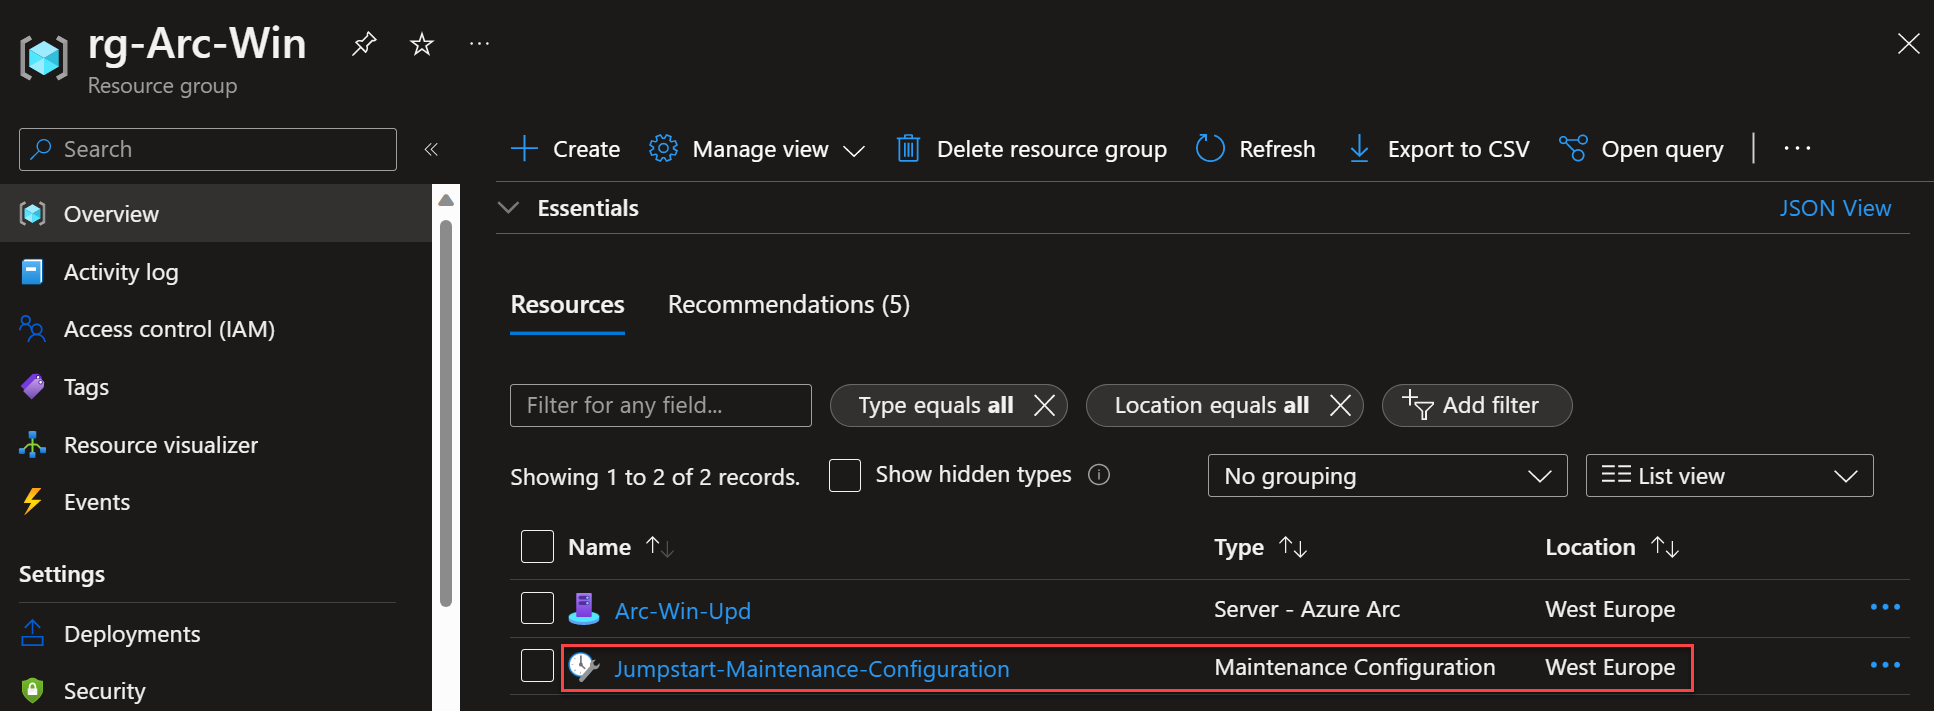 rg-Arc-Win
Resource group
Search
Overview
Activity log
Access control (IAM)
Tags
Resource visualizer
Events
Settings
Deployments
Security
Create Manage view Delete resource group Refresh Export to CSV Open query
Essentials JSON View
Resources Recommendations (5)
Filter for any field... Type equals all Location equals all Add filter
Showing 1 to 2 of 2 records. Show hidden types No grouping List view
Name Type Location
Arc-Win-Upd Server - Azure Arc West Europe
Jumpstart-Maintenance-Configuration Maintenance Configuration West Europe